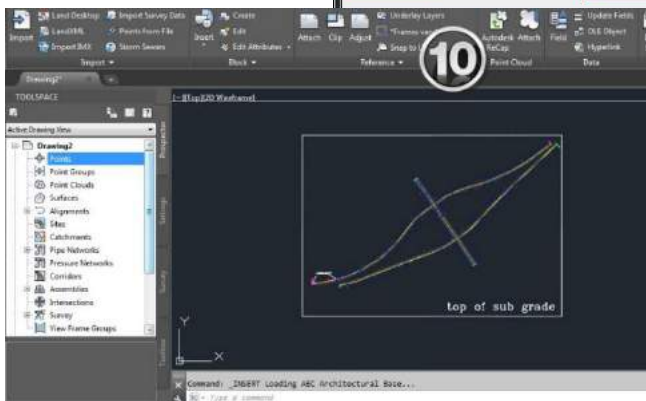 Land Desktop
Import Survey Data
LandXML
Points from File
Import IMX
Storm Sewers
Import
Import
Insert
Create
Edit
Edit Attributes
Block
Attach
Clip
Adjust
Underlay Layers
Snap to
Reference
10
Autodesk ReCap
Attach
Point Cloud
Field
Update Fields
OLE Object
Hyperlink
Data
Drawing2*
TOOLSPACE
Active Drawing View
Drawing2
Points
Point Groups
Point Clouds
Surfaces
Alignments
Sites
Catchments
Pipe Networks
Pressure Networks
Corridors
Assemblies
Intersections
Survey
View Frame Groups
Prospector
Settings
Survey
Toolbox
[-][Top][2D Wireframe]
top of sub grade
Y
X
Command: _INSERT Loading AEC Architectural Base...
Type a command